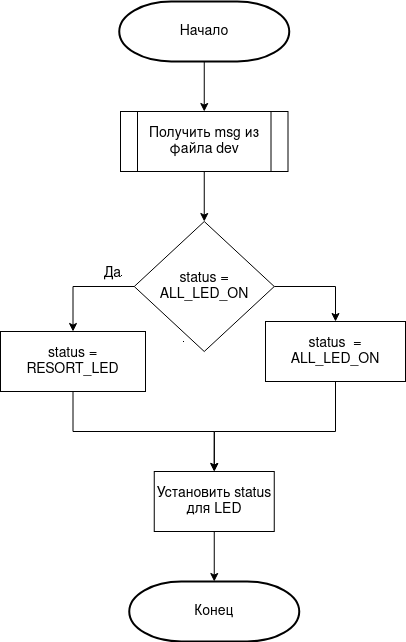 Начало
Получить msg из
файла dev
status =
ALL_LED_ON
Да
status =
RESORT_LED
status =
ALL_LED_ON
Установить status
для LED
Конец